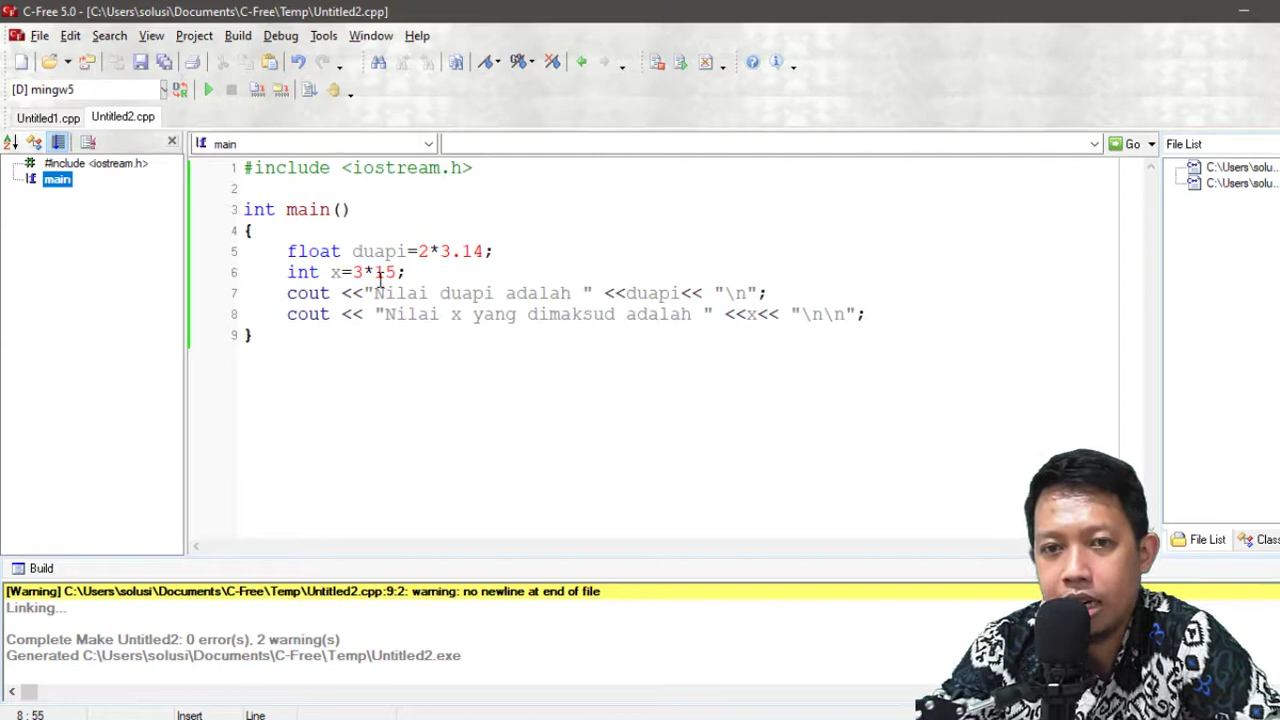 C-Free 5.0 - [C:\Users\solusi\Documents\C-Free\Temp\Untitled2.cpp]
File Edit Search View Project Build Debug Tools Window Help
[D] mingw5
Untitled1.cpp Untitled2.cpp
main
Go
File List
#include <iostream.h>
main
C:\Users\solu...
C:\Users\solu...
1 #include <iostream.h>
2
3 int main()
4 {
5 float duapi=2*3.14;
6 int x=3*15;
7 cout <<"Nilai duapi adalah " <<duapi<< "\n";
8 cout << "Nilai x yang dimaksud adalah " <<x<< "\n\n";
9 }
File List Class
Build
[Warning] C:\Users\solusi\Documents\C-Free\Temp\Untitled2.cpp:9:2: warning: no newline at end of file
Linking...
Complete Make Untitled2: 0 error(s), 2 warning(s)
Generated C:\Users\solusi\Documents\C-Free\Temp\Untitled2.exe
8 : 55 Insert Line